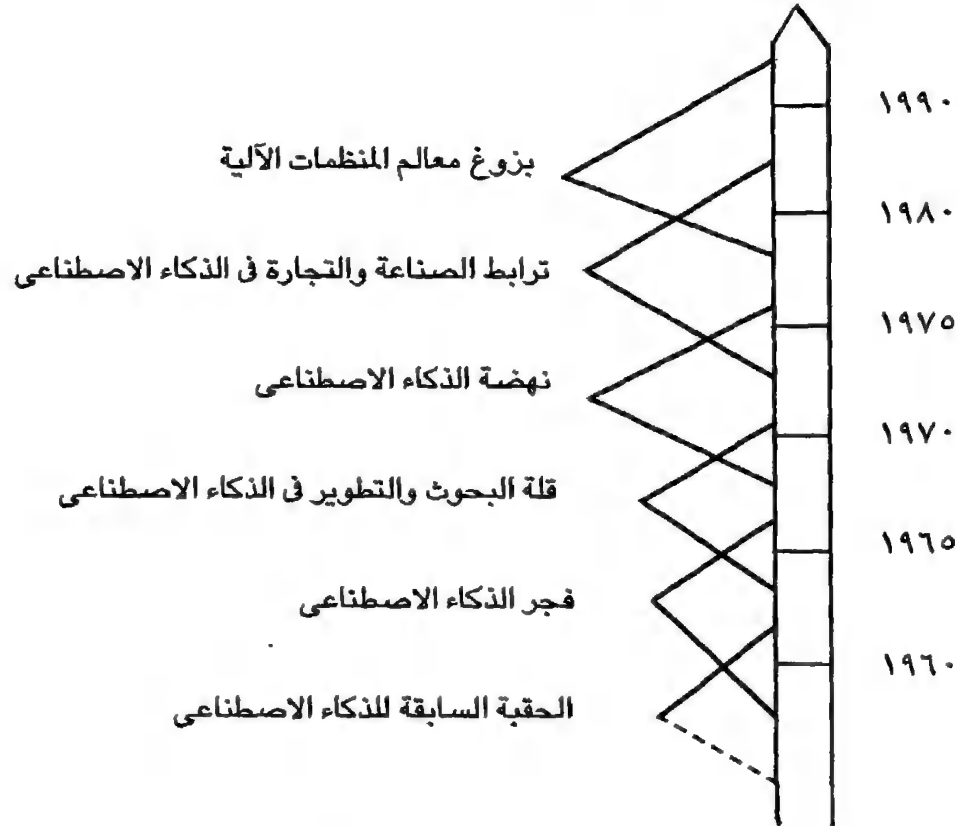 ١٩٩٠
بزوغ معالم المنظمات الآلية
١٩٨٠
ترابط الصناعة والتجارة فى الذكاء الاصطناعى
١٩٧٥
نهضة الذكاء الاصطناعى
١٩٧٠
قلة البحوث والتطوير فى الذكاء الاصطناعى
١٩٦٥
فجر الذكاء الاصطناعى
١٩٦٠
الحقبة السابقة للذكاء الاصطناعى